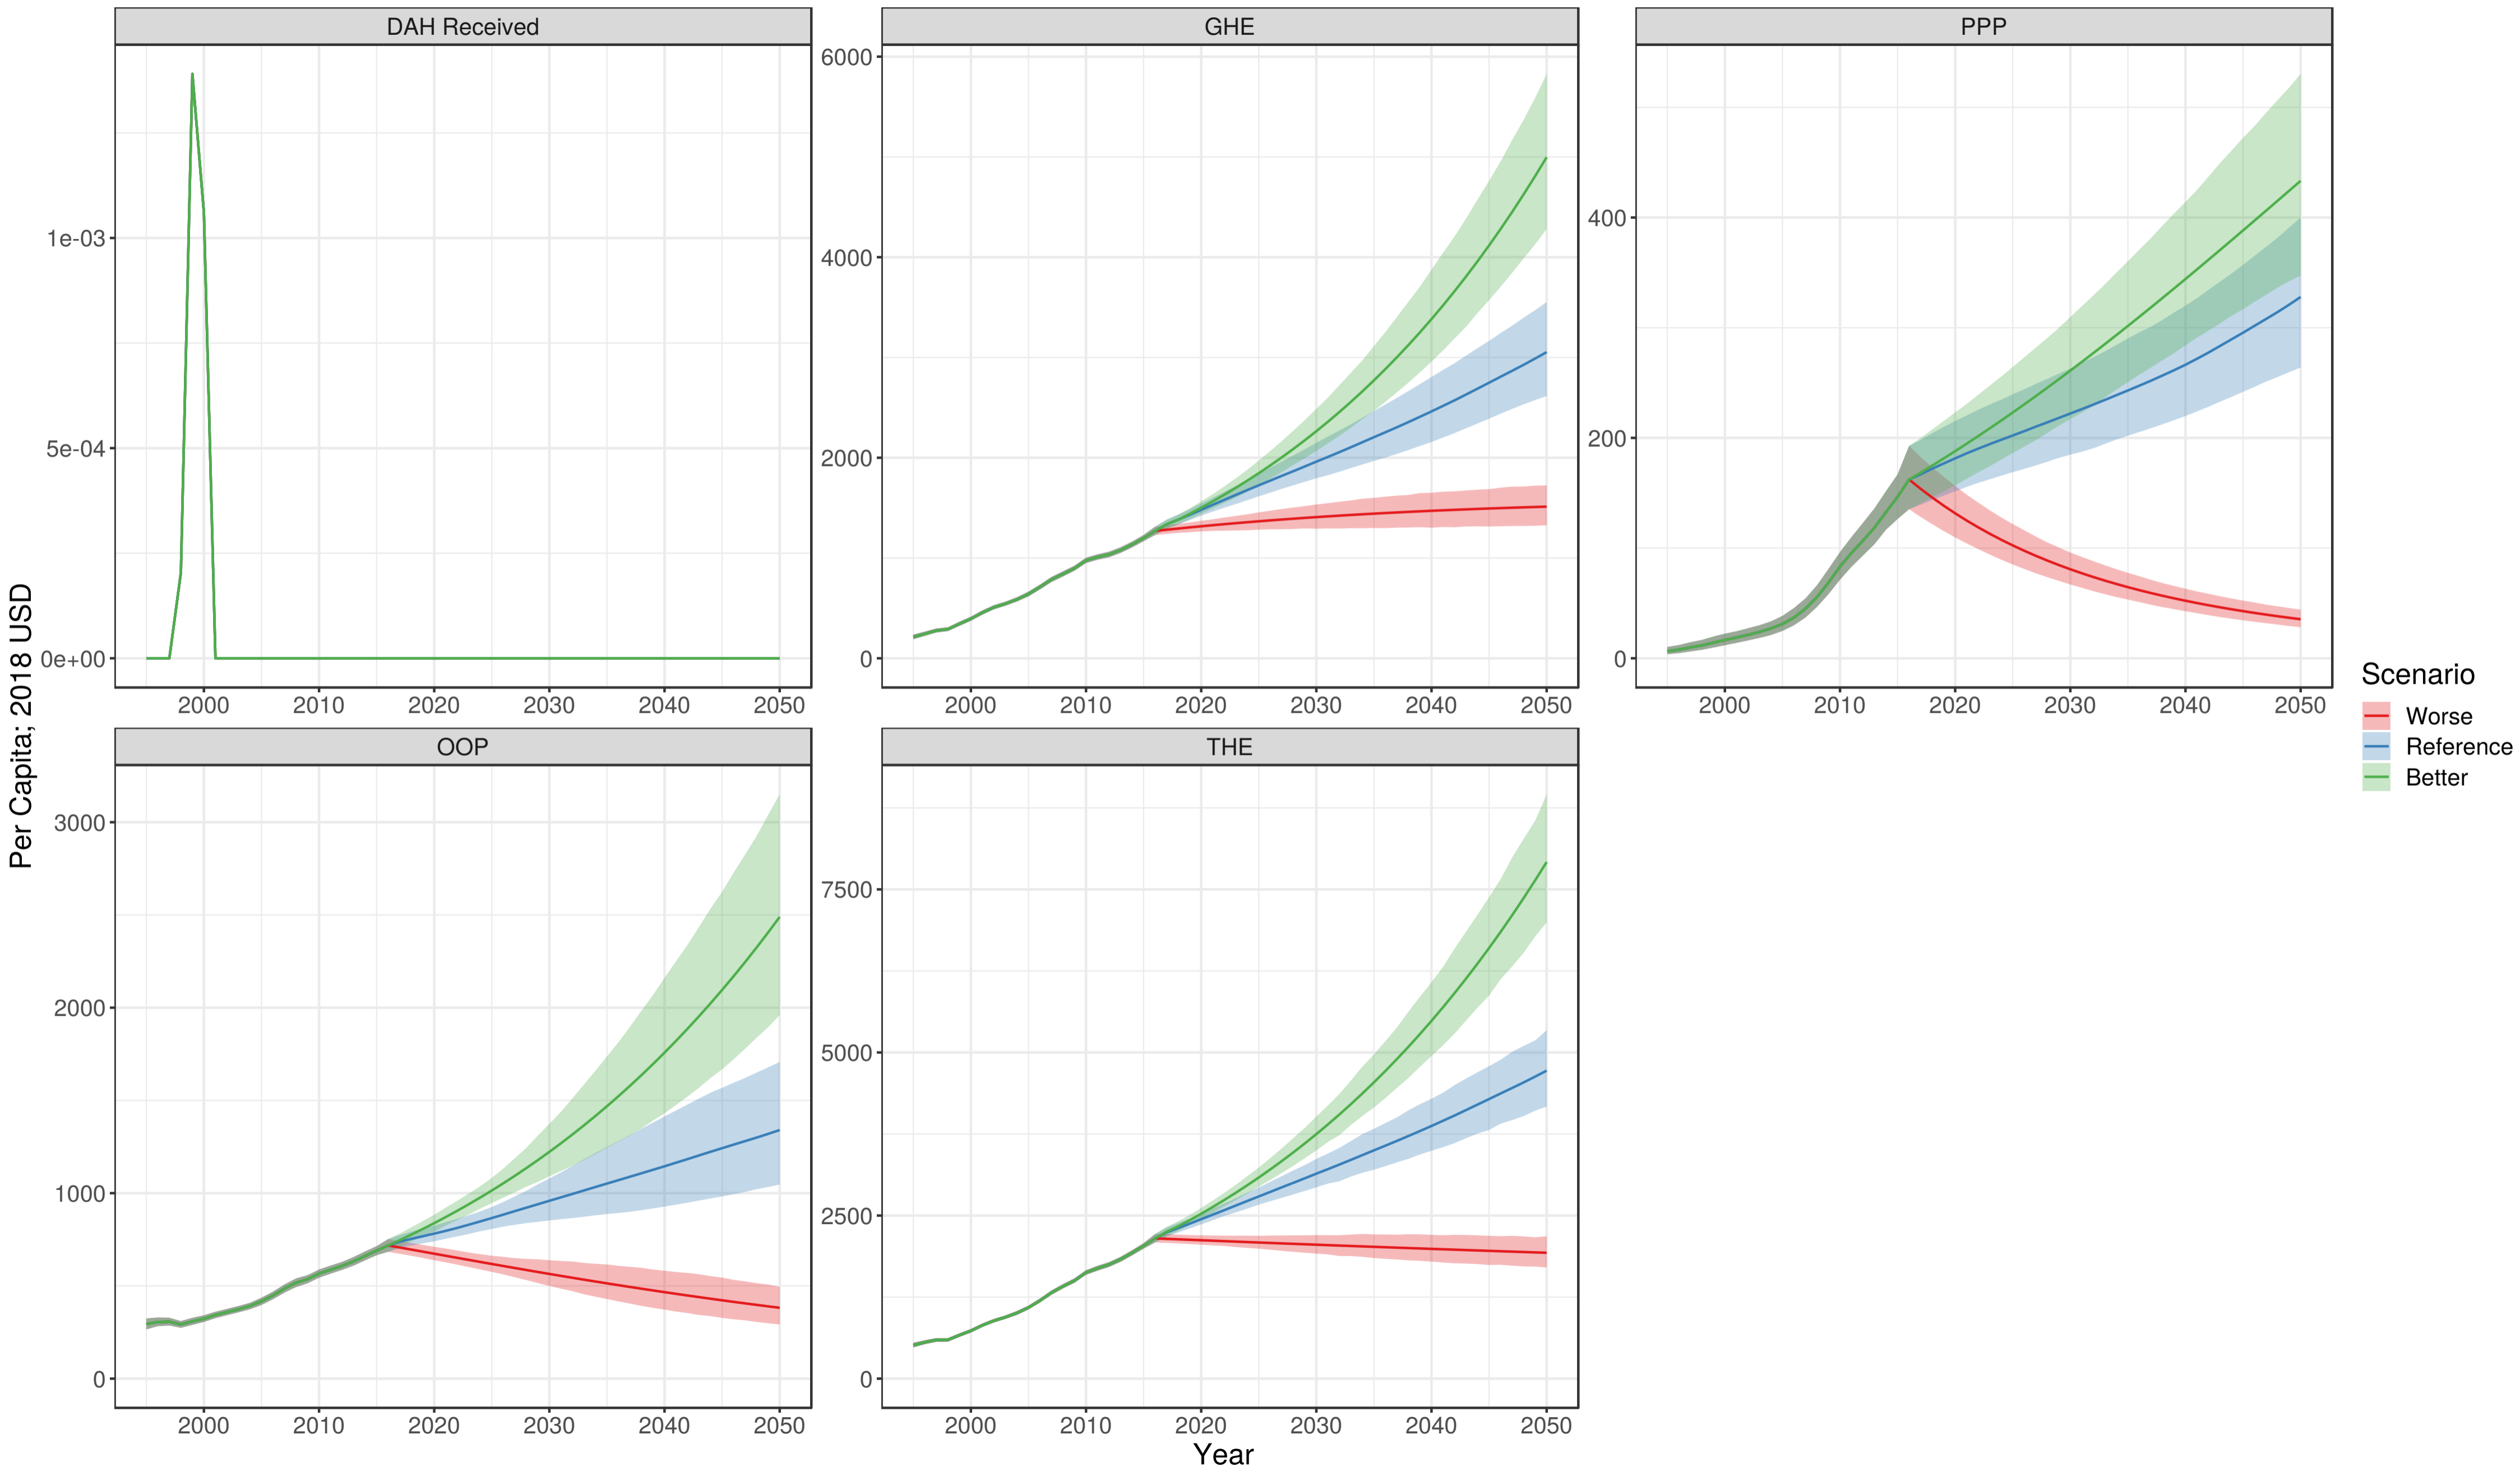 DAH Received
GHE
PPP
1e-03
5e-04
0e+00
6000
4000
2000
0
400
200
0
2000 2010 2020 2030 2040 2050
2000 2010 2020 2030 2040 2050
2000 2010 2020 2030 2040 2050
OOP
THE
3000
2000
1000
0
7500
5000
2500
0
2000 2010 2020 2030 2040 2050
2000 2010 2020 2030 2040 2050
Year
Per Capita; 2018 USD
Scenario
Worse
Reference
Better